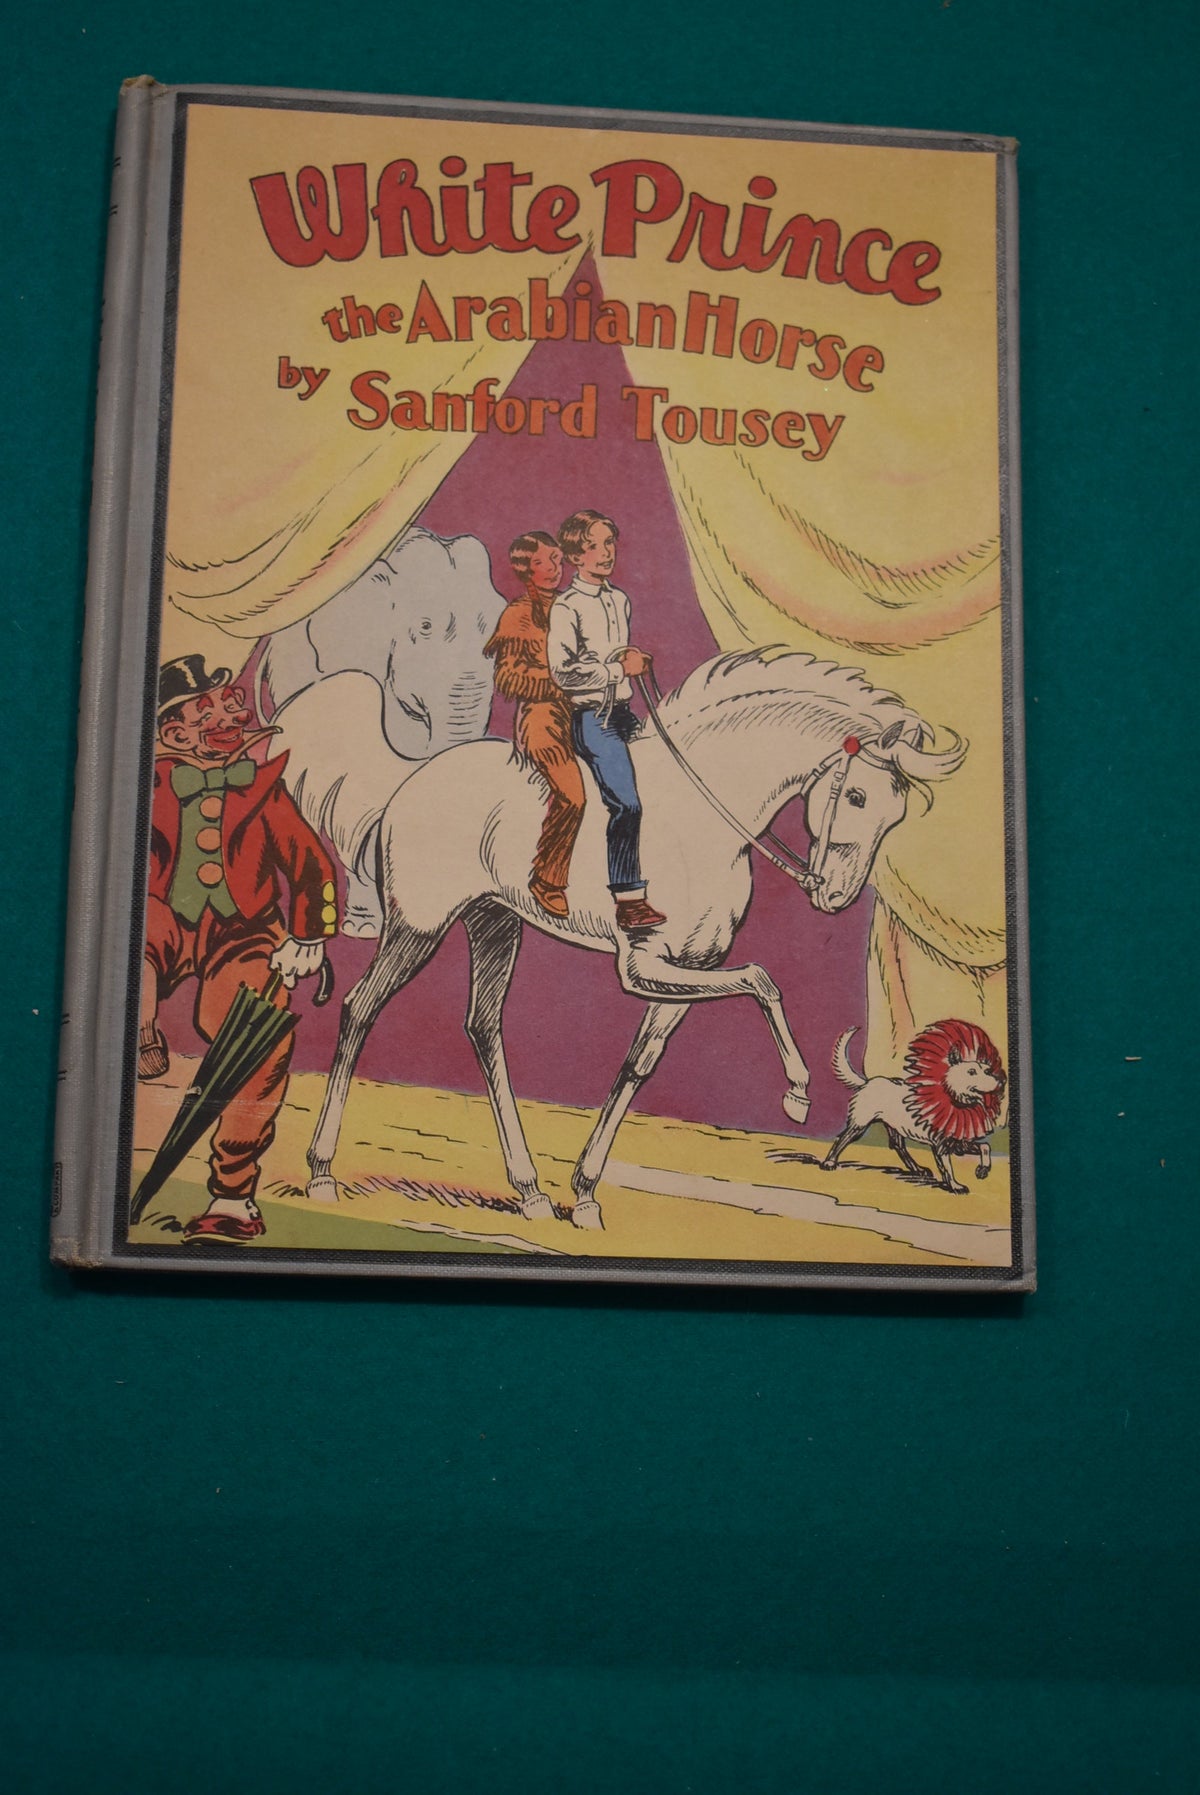 White Prince
the Arabian Horse
by Sanford Tousey